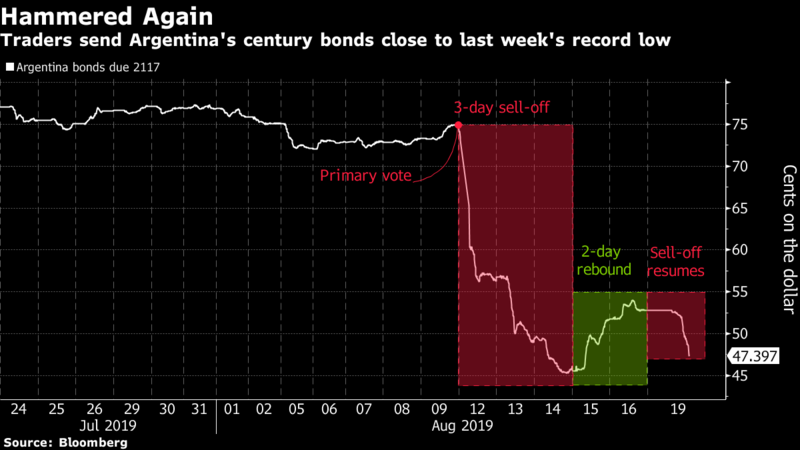 Hammered Again
Traders send Argentina's century bonds close to last week's record low
Argentina bonds due 2117
3-day sell-off
Primary vote
2-day
rebound
Sell-off
resumes
75
70
65
60
55
50
47.397
45
Cents on the dollar
24 25 26 29 30 31 01 02 05 06 07 08 09 12 13 14 15 16 19
Jul 2019 Aug 2019
Source: Bloomberg